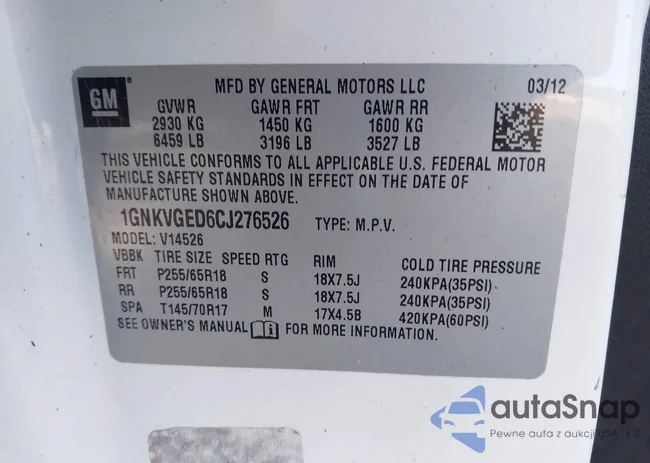 GM
MFD BY GENERAL MOTORS LLC 03/12
GVWR GAWR FRT GAWR RR
2930 KG 1450 KG 1600 KG
6459 LB 3196 LB 3527 LB
THIS VEHICLE CONFORMS TO ALL APPLICABLE U.S. FEDERAL MOTOR
VEHICLE SAFETY STANDARDS IN EFFECT ON THE DATE OF
MANUFACTURE SHOWN ABOVE.
1GNKVGED6CJ276526 TYPE: M.P.V.
MODEL: V14526
VBBK TIRE SIZE SPEED RTG RIM COLD TIRE PRESSURE
FRT P255/65R18 S 18X7.5J 240KPA(35PSI)
RR P255/65R18 S 18X7.5J 240KPA(35PSI)
SPA T145/70R17 M 17X4.5B 420KPA(60PSI)
SEE OWNER'S MANUAL FOR MORE INFORMATION.
autaSnap
Pewne auta z aukcji USA - EU